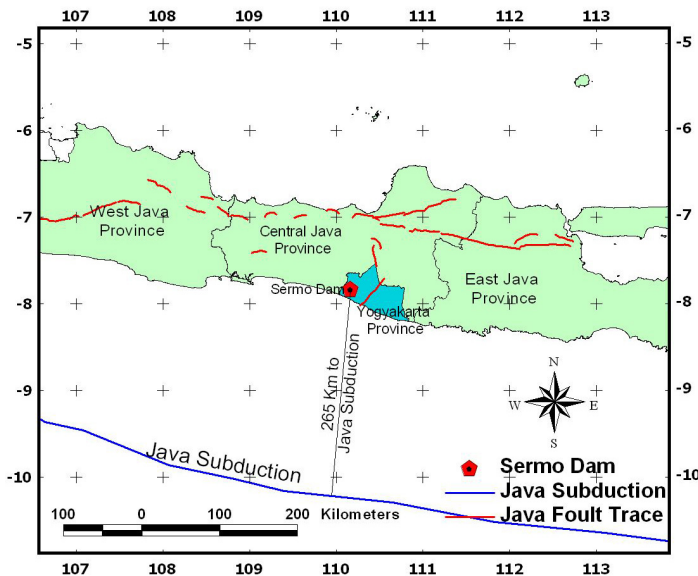 107 108 109 110 111 112 113
-5 -5
-6 -6
West Java
Province
Central Java
Province
-7 -7
East Java
Province
Sermo Dam
Yogyakarta
Province
-8 -8
265 Km to
Java Subduction
N
W E
S
-9 -9
Java Subduction
-10 -10
Sermo Dam
Java Subduction
Java Foult Trace
100 0 100 200 Kilometers
107 108 109 110 111 112 113